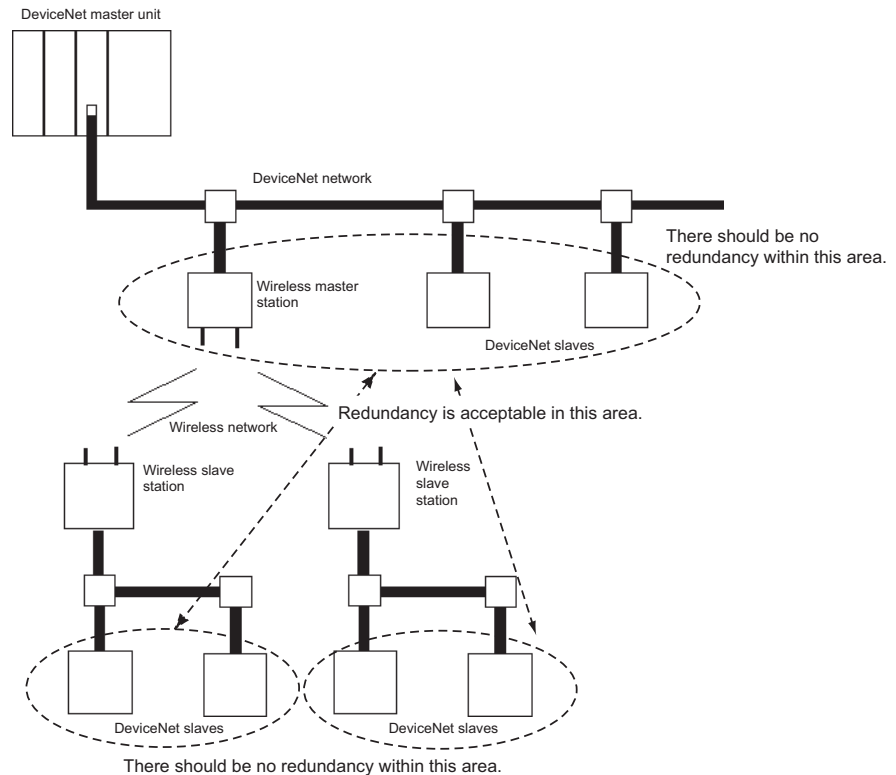 DeviceNet master unit
DeviceNet network
There should be no
redundancy within this area.
Wireless master
station
DeviceNet slaves
Redundancy is acceptable in this area.
Wireless network
Wireless slave
station
Wireless
slave
station
DeviceNet slaves
DeviceNet slaves
There should be no redundancy within this area.